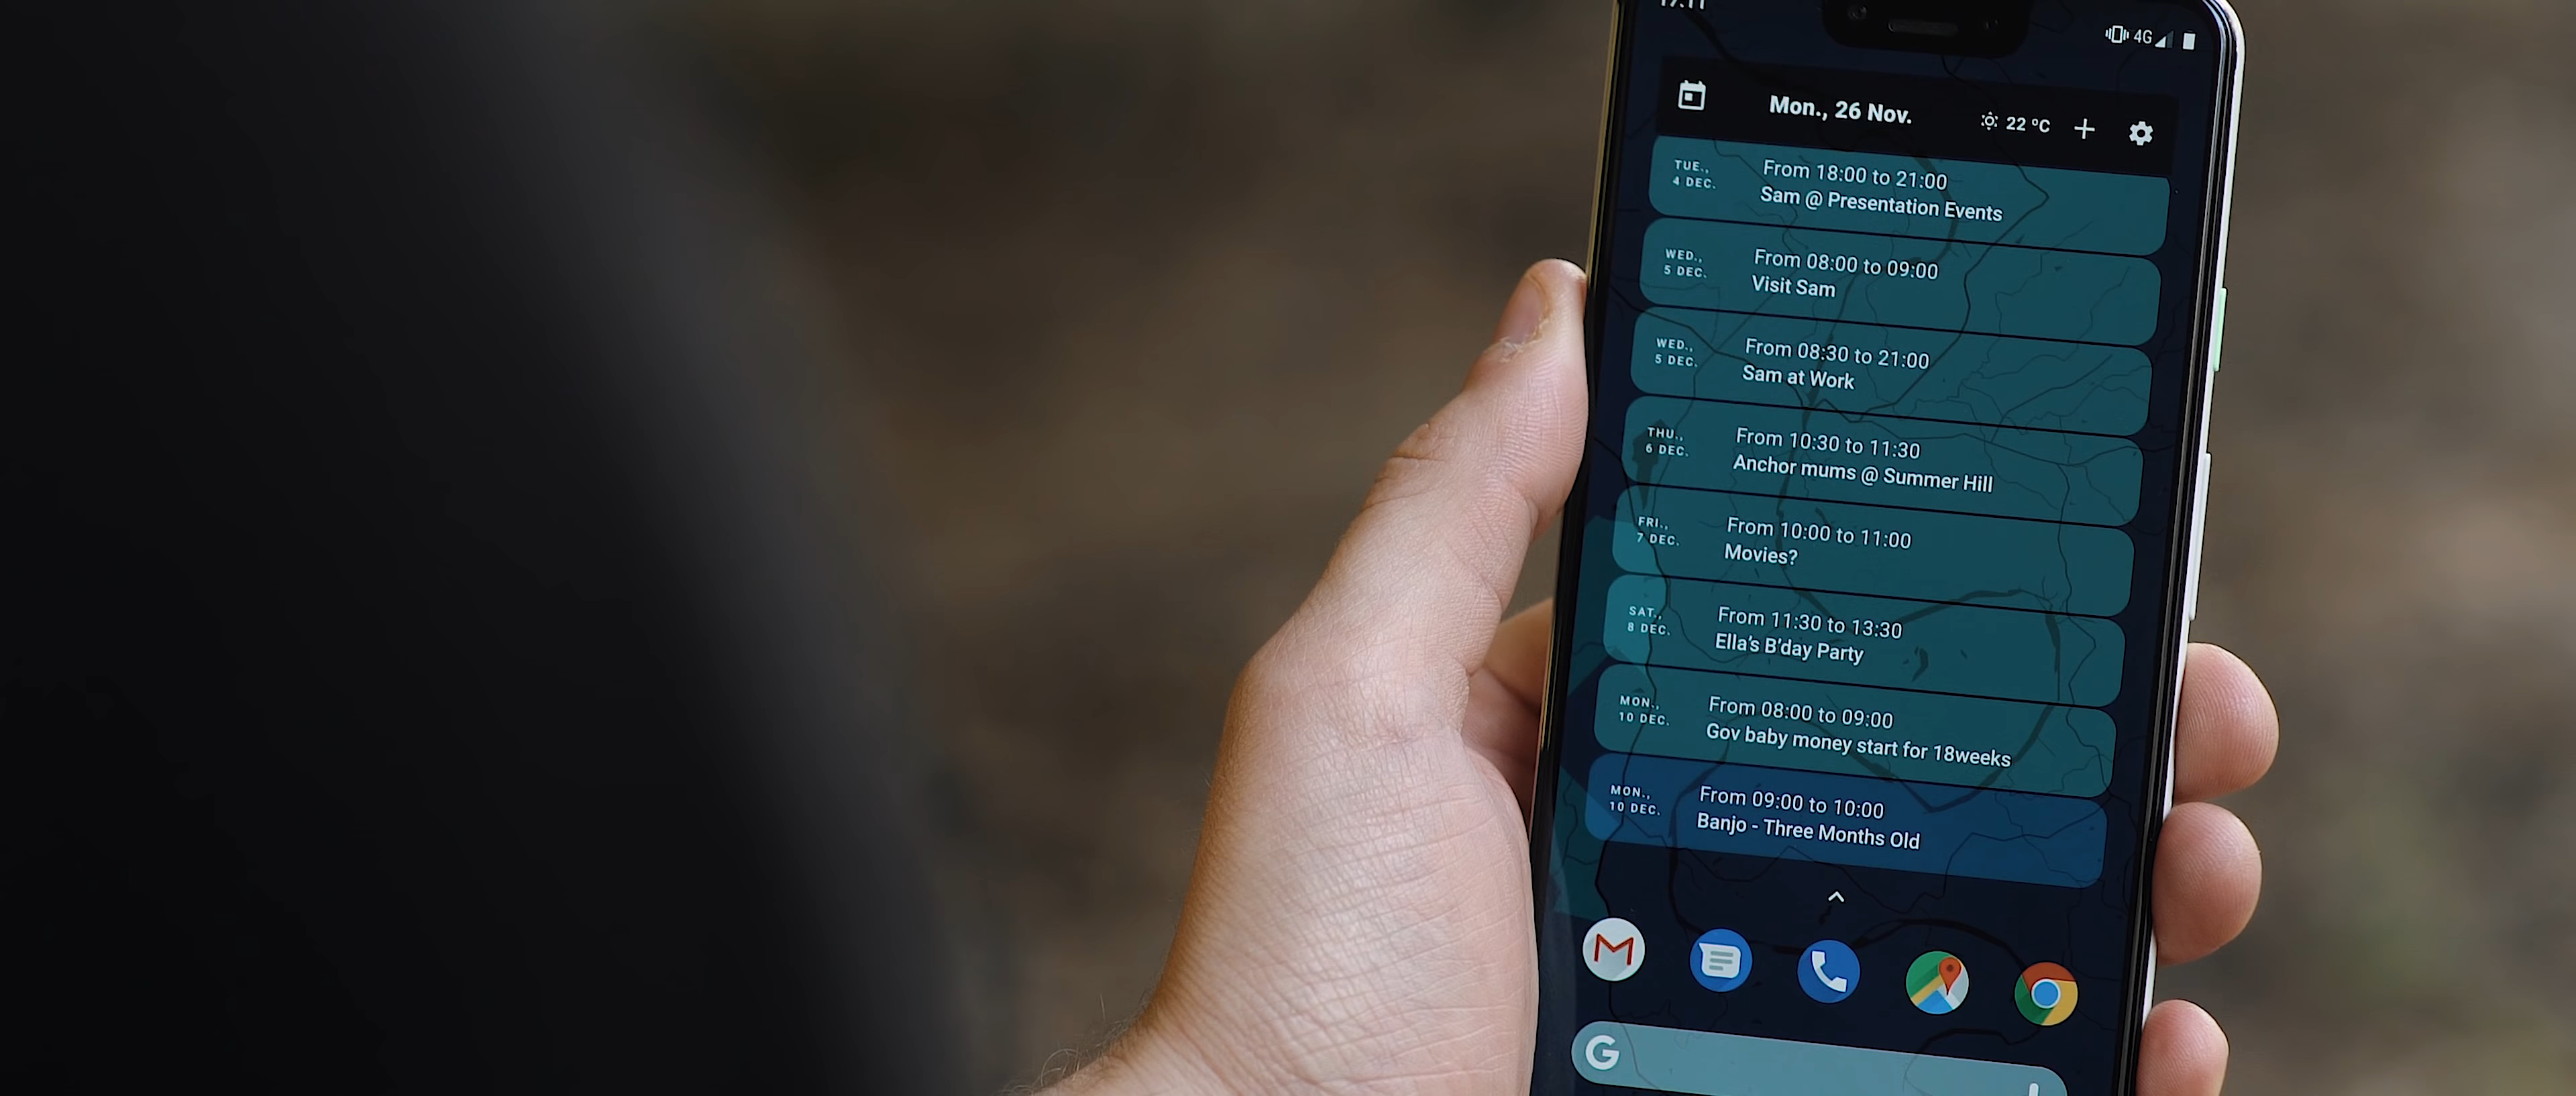 17:11
4G
Mon., 26 Nov.
22 °C
TUE.,
4 DEC.
From 18:00 to 21:00
Sam @ Presentation Events
WED.,
5 DEC.
From 08:00 to 09:00
Visit Sam
WED.,
5 DEC.
From 08:30 to 21:00
Sam at Work
THU.,
6 DEC.
From 10:30 to 11:30
Anchor mums @ Summer Hill
FRI.,
7 DEC.
From 10:00 to 11:00
Movies?
SAT.,
8 DEC.
From 11:30 to 13:30
Ella's B'day Party
MON.,
10 DEC.
From 08:00 to 09:00
Gov baby money start for 18weeks
MON.,
10 DEC.
From 09:00 to 10:00
Banjo - Three Months Old
G